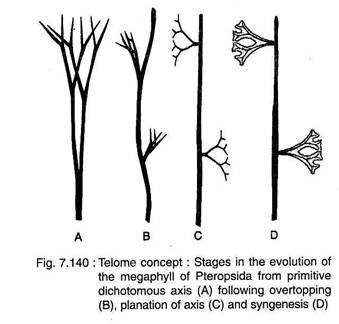 A B C D
Fig. 7.140 : Telome concept : Stages in the evolution of
the megaphyll of Pteropsida from primitive
dichotomous axis (A) following overtopping
(B), planation of axis (C) and syngenesis (D)